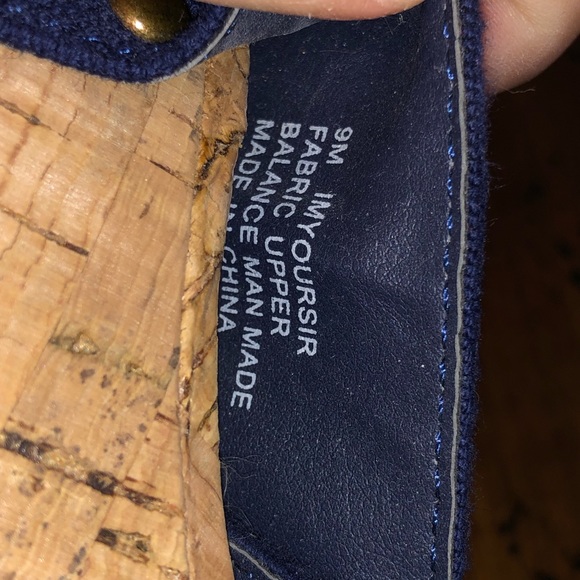 9M IMYOURSIR
FABRIC UPPER
BALANCE MAN MADE
MADE IN CHINA